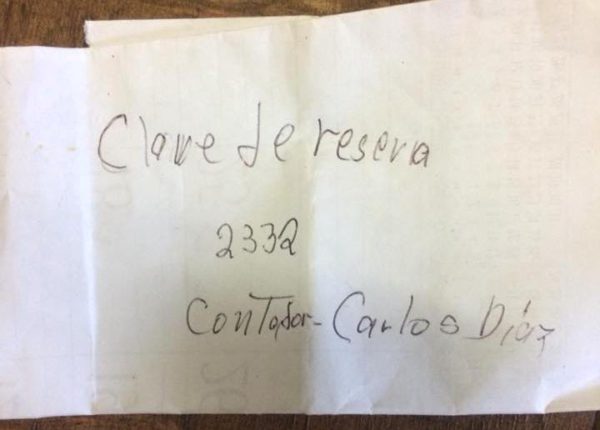 Clave de reserva
2332
Contador - Carlos Díaz